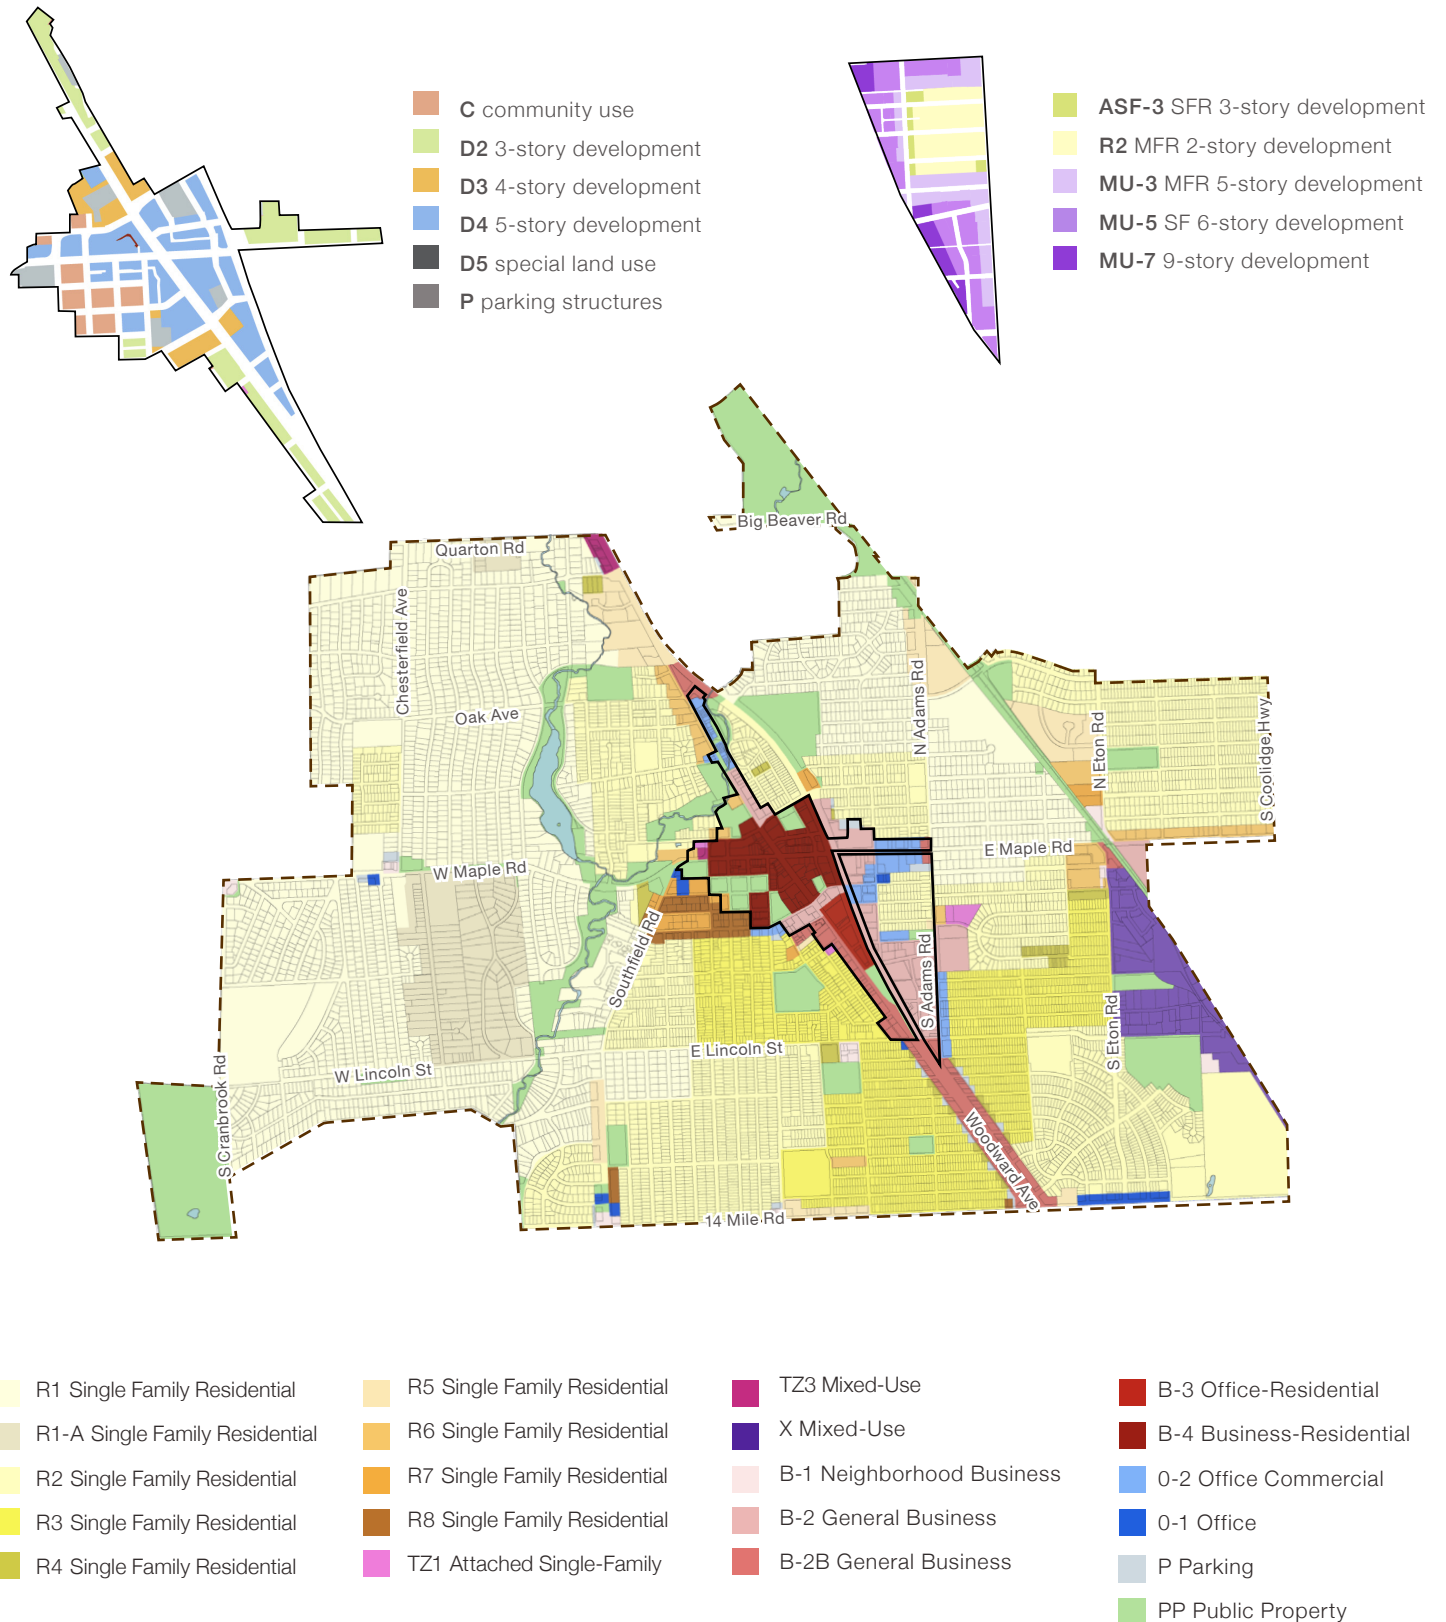 C community use
D2 3-story development
D3 4-story development
D4 5-story development
D5 special land use
P parking structures
ASF-3 SFR 3-story development
R2 MFR 2-story development
MU-3 MFR 5-story development
MU-5 SF 6-story development
MU-7 9-story development
Big Beaver Rd
Quarton Rd
Chesterfield Ave
Oak Ave
N Adams Rd
N Eton Rd
S Coolidge Hwy
W Maple Rd
E Maple Rd
Southfield Rd
S Adams Rd
S Eton Rd
E Lincoln St
W Lincoln St
S Cranbrook Rd
Woodward Ave
14 Mile Rd
R1 Single Family Residential
R1-A Single Family Residential
R2 Single Family Residential
R3 Single Family Residential
R4 Single Family Residential
R5 Single Family Residential
R6 Single Family Residential
R7 Single Family Residential
R8 Single Family Residential
TZ1 Attached Single-Family
TZ3 Mixed-Use
X Mixed-Use
B-1 Neighborhood Business
B-2 General Business
B-2B General Business
B-3 Office-Residential
B-4 Business-Residential
0-2 Office Commercial
0-1 Office
P Parking
PP Public Property